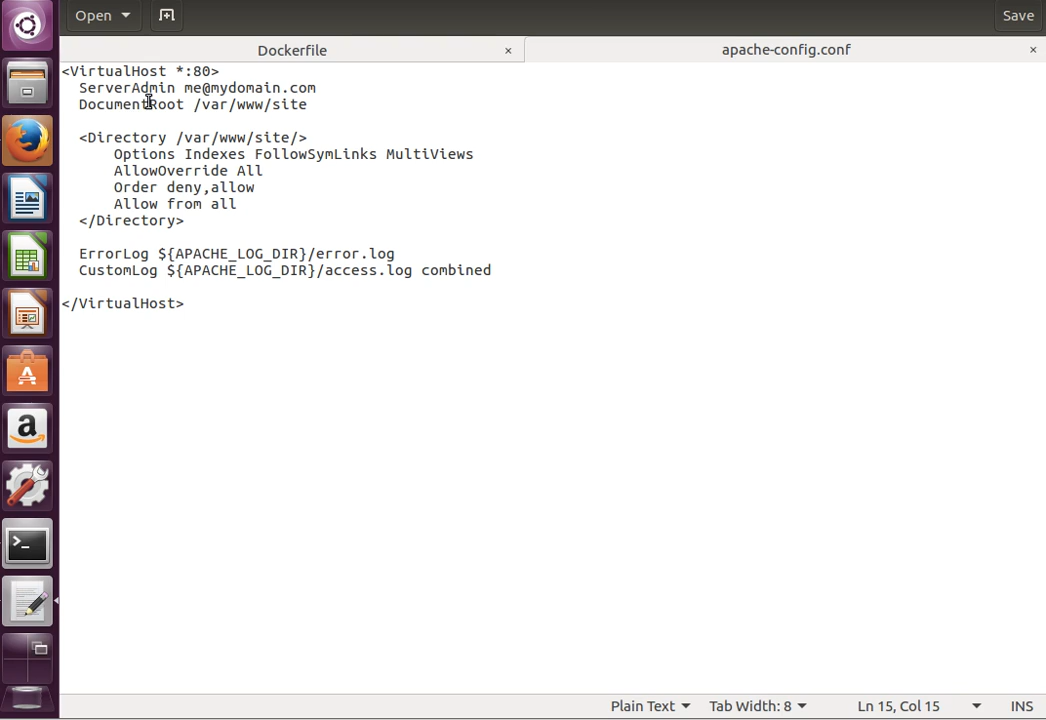 Open
Save
Dockerfile × apache-config.conf ×
<VirtualHost *:80>
  ServerAdmin me@mydomain.com
  DocumentRoot /var/www/site

  <Directory /var/www/site/>
      Options Indexes FollowSymLinks MultiViews
      AllowOverride All
      Order deny,allow
      Allow from all
  </Directory>

  ErrorLog ${APACHE_LOG_DIR}/error.log
  CustomLog ${APACHE_LOG_DIR}/access.log combined

</VirtualHost>
Plain Text Tab Width: 8 Ln 15, Col 15 INS